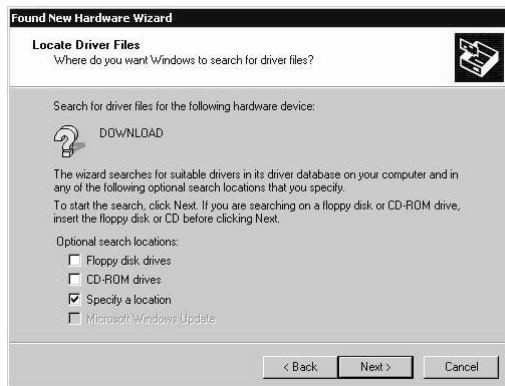 Found New Hardware Wizard
Locate Driver Files
Where do you want Windows to search for driver files?
Search for driver files for the following hardware device:
DOWNLOAD
The wizard searches for suitable drivers in its driver database on your computer and in
any of the following optional search locations that you specify.
To start the search, click Next. If you are searching on a floppy disk or CD-ROM drive,
insert the floppy disk or CD before clicking Next.
Optional search locations:
Floppy disk drives
CD-ROM drives
Specify a location
Microsoft Windows Update
< Back Next > Cancel